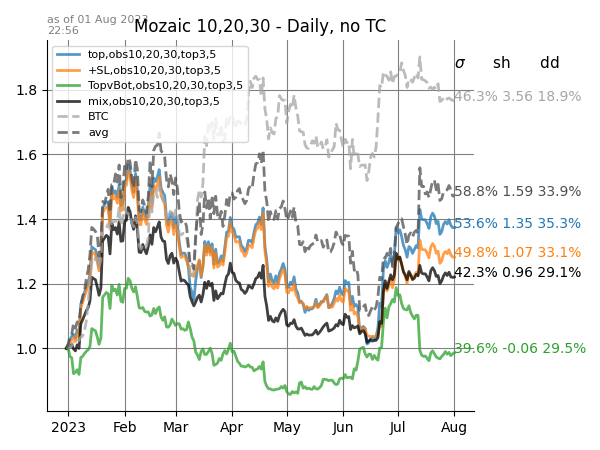 as of 01 Aug 2023
22:56
Mozaic 10,20,30 - Daily, no TC
top,obs10,20,30,top3,5
+SL,obs10,20,30,top3,5
TopvBot,obs10,20,30,top3,5
mix,obs10,20,30,top3,5
BTC
avg
σ sh dd
46.3% 3.56 18.9%
58.8% 1.59 33.9%
53.6% 1.35 35.3%
49.8% 1.07 33.1%
42.3% 0.96 29.1%
39.6% -0.06 29.5%
1.8
1.6
1.4
1.2
1.0
2023 Feb Mar Apr May Jun Jul Aug